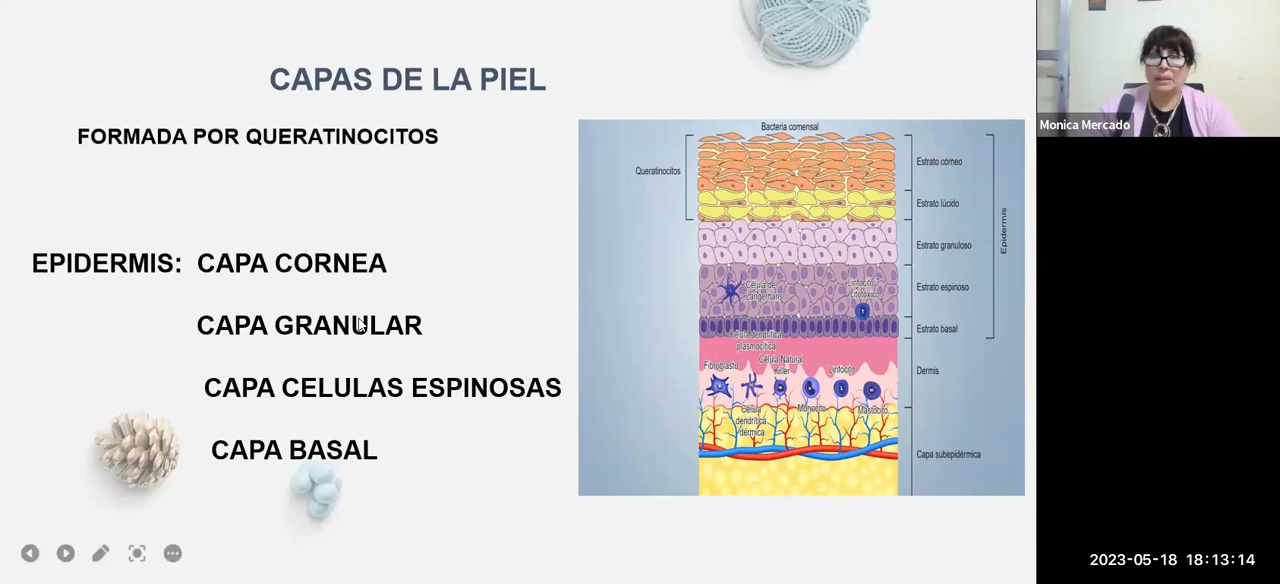 CAPAS DE LA PIEL
FORMADA POR QUERATINOCITOS
EPIDERMIS: CAPA CORNEA
CAPA GRANULAR
CAPA CELULAS ESPINOSAS
CAPA BASAL
Bacteria comensal
Queratinocitos
Estrato córneo
Estrato lúcido
Estrato granuloso
Epidermis
Célula de
Langerhans
Linfocito T
citotóxico
Estrato espinoso
Estrato basal
Célula dendrítica
plasmocítica
Fibroblasto
Célula Natural
Killer
Linfocito
Dermis
Célula
dendrítica
dérmica
Monocito
Mastocito
Capa subepidérmica
Monica Mercado
2023-05-18 18:13:14